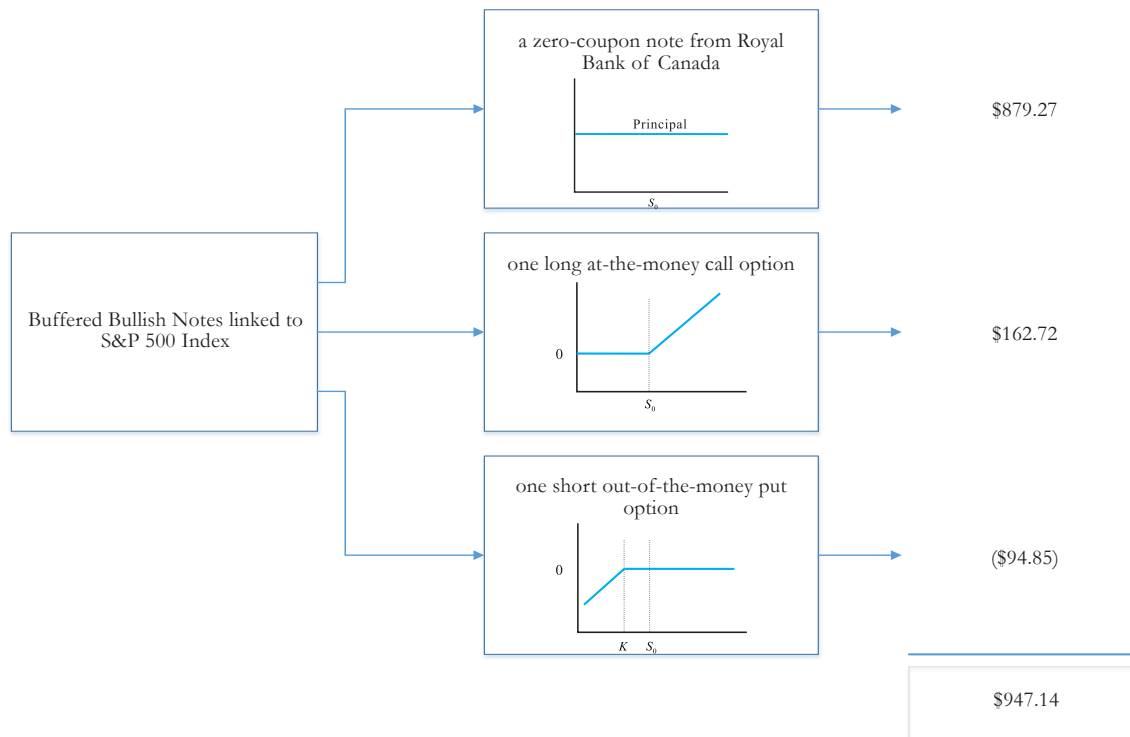 a zero-coupon note from Royal
Bank of Canada
Principal
S₀
$879.27
Buffered Bullish Notes linked to
S&P 500 Index
one long at-the-money call option
0
S₀
$162.72
one short out-of-the-money put
option
0
K S₀
($94.85)
$947.14